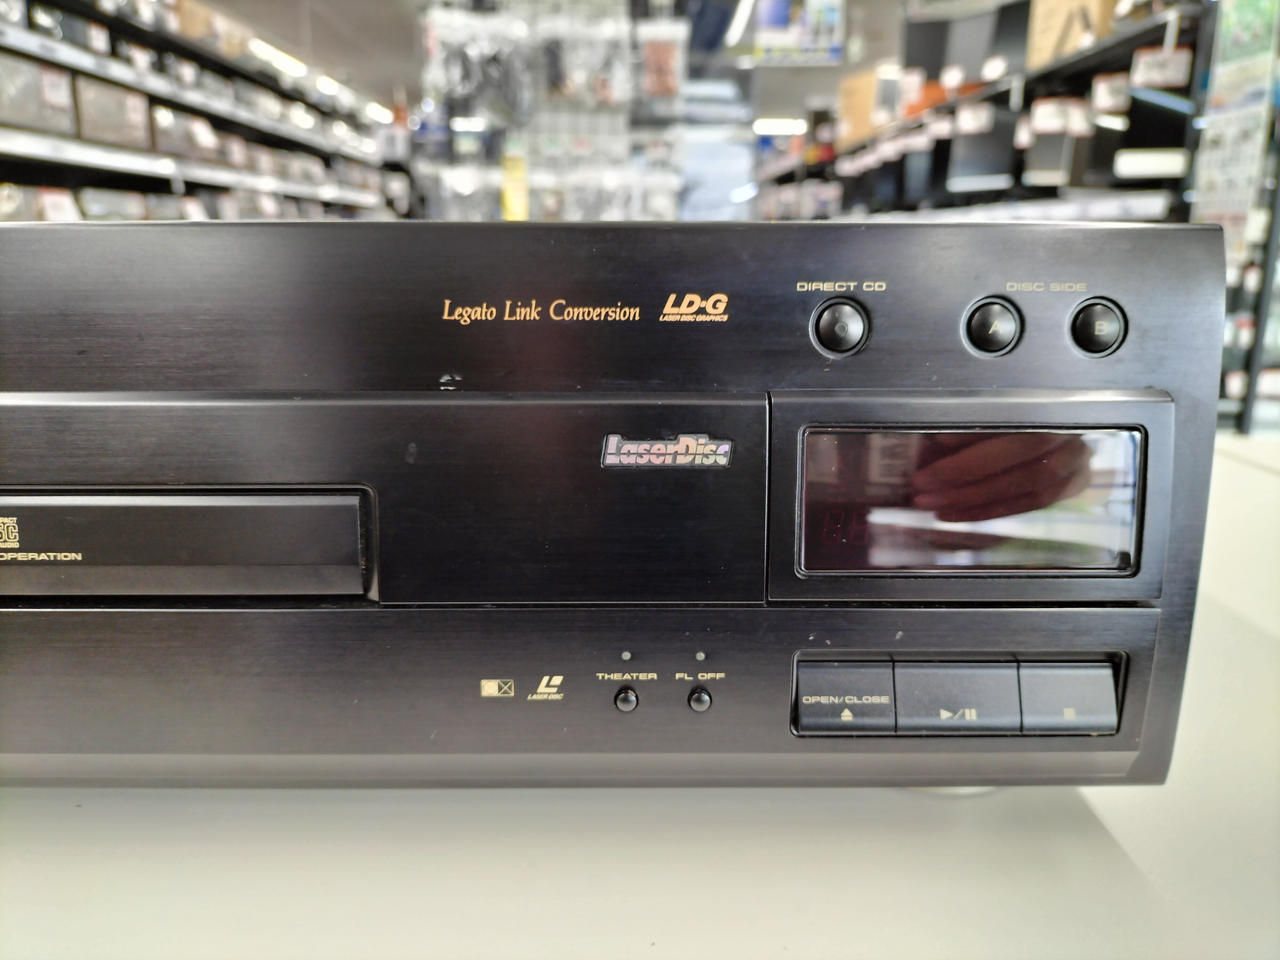 Legato Link Conversion
LD-G
LASER DISC GRAPHICS
DIRECT CD
DISC SIDE
A
B
LaserDisc
OPERATION
LASER DISC
THEATER
FL OFF
OPEN/CLOSE